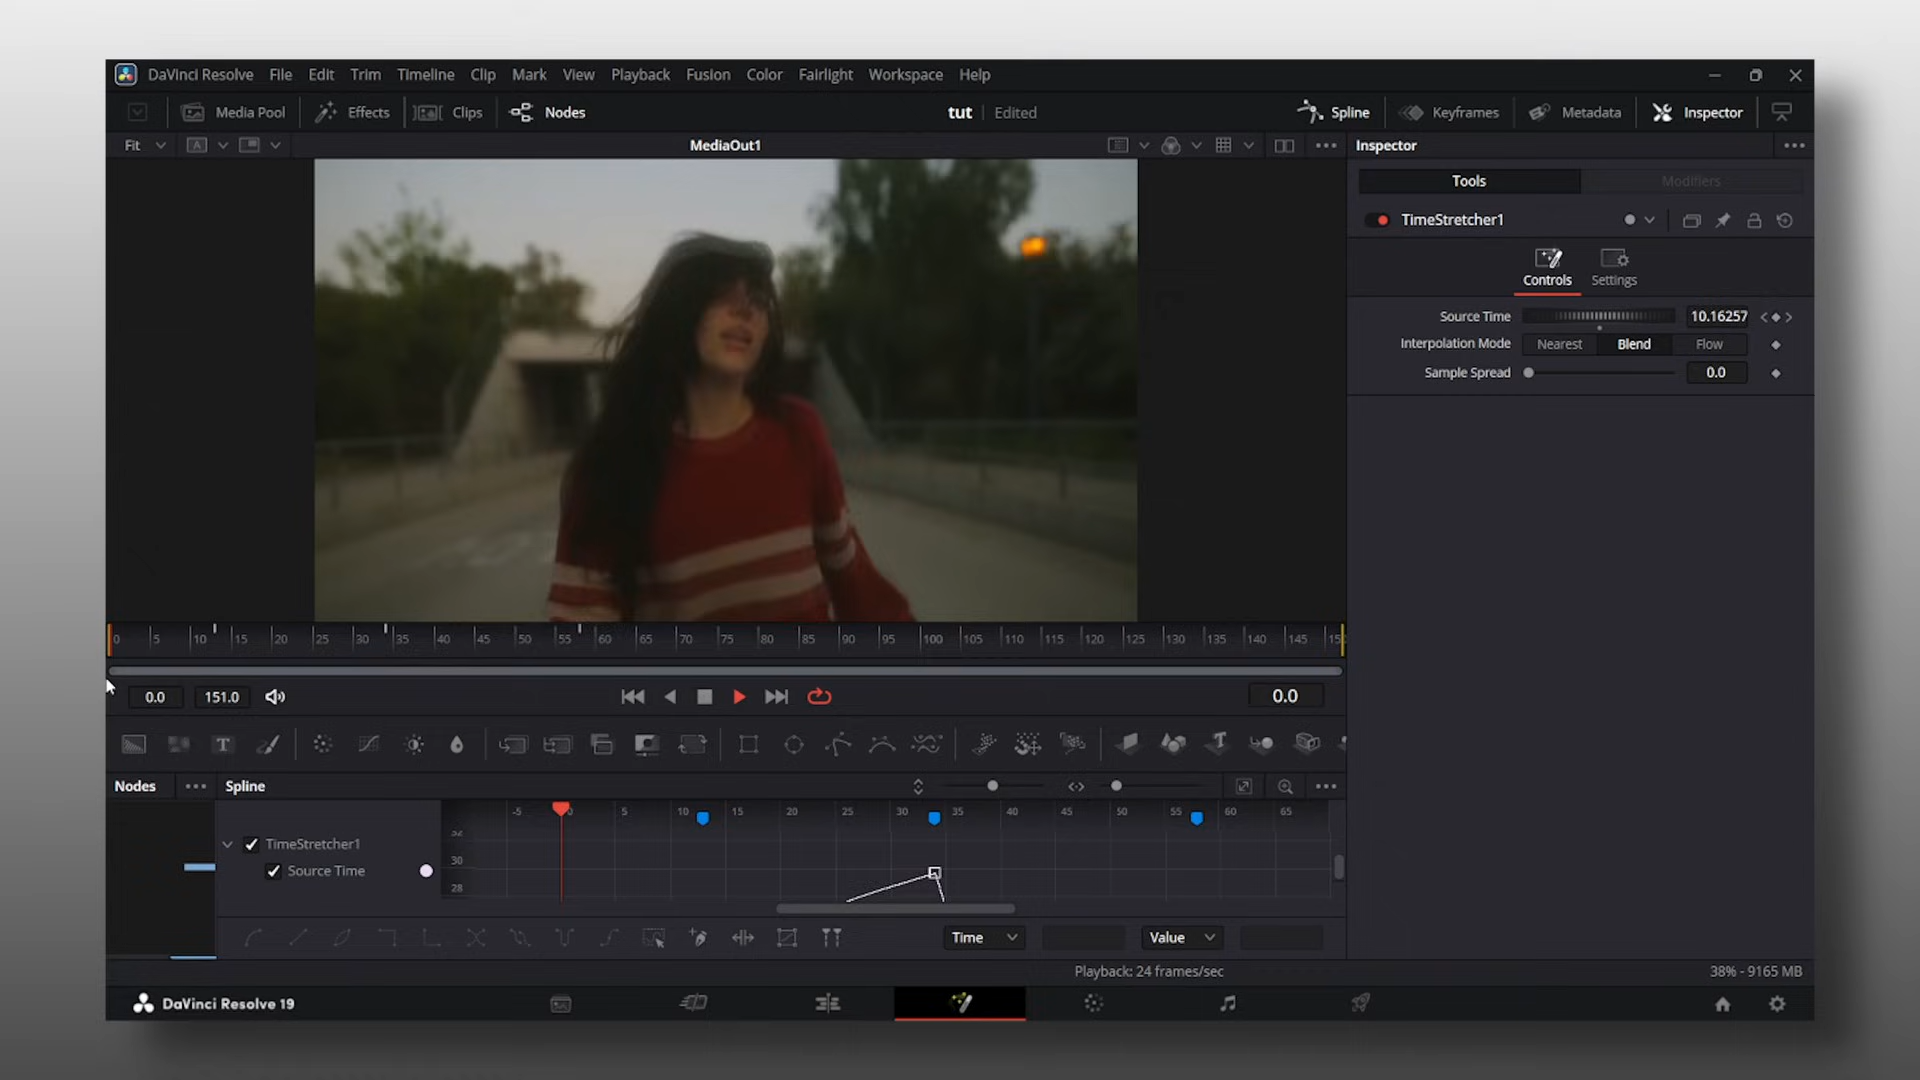 DaVinci Resolve File Edit Trim Timeline Clip Mark View Playback Fusion Color Fairlight Workspace Help
Media Pool Effects Clips Nodes tut Edited Spline Keyframes Metadata Inspector
Fit A MediaOut1 Inspector
Tools Modifiers
TimeStretcher1
Controls Settings
Source Time 10.16257
Interpolation Mode Nearest Blend Flow
Sample Spread 0.0
0 5 10 15 20 25 30 35 40 45 50 55 60 65 70 75 80 85 90 95 100 105 110 115 120 125 130 135 140 145
0.0 151.0 0.0
T
Nodes Spline
-5 0 5 10 15 20 25 30 35 40 45 50 55 60 65
TimeStretcher1
30
Source Time
28
Time Value
Playback: 24 frames/sec 38% - 9165 MB
DaVinci Resolve 19